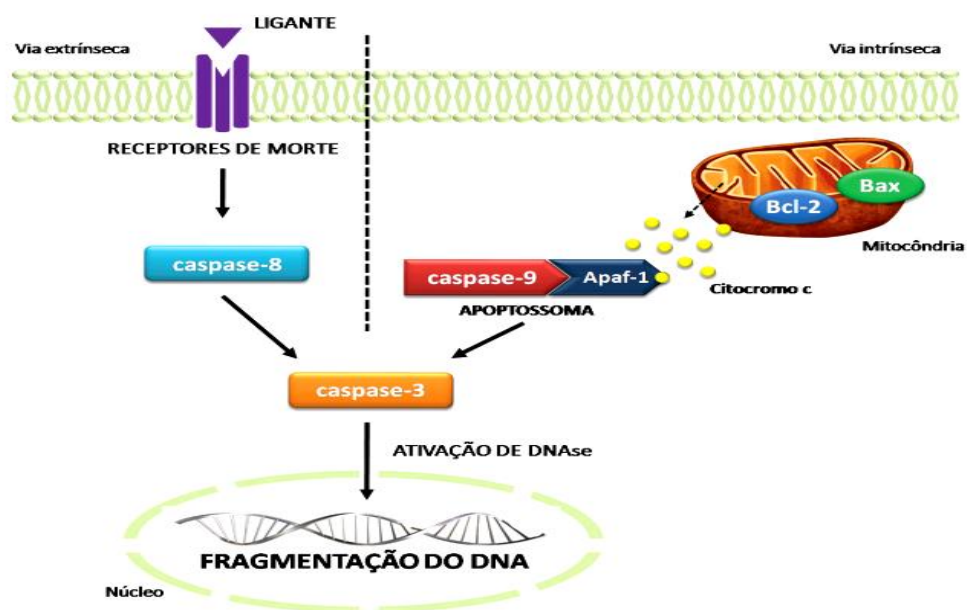 LIGANTE
Via extrínseca
Via intrínseca
RECEPTORES DE MORTE
Bax
Bcl-2
Mitocôndria
caspase-8
caspase-9
Apaf-1
Citocromo c
APOPTOSSOMA
caspase-3
ATIVAÇÃO DE DNAse
FRAGMENTAÇÃO DO DNA
Núcleo